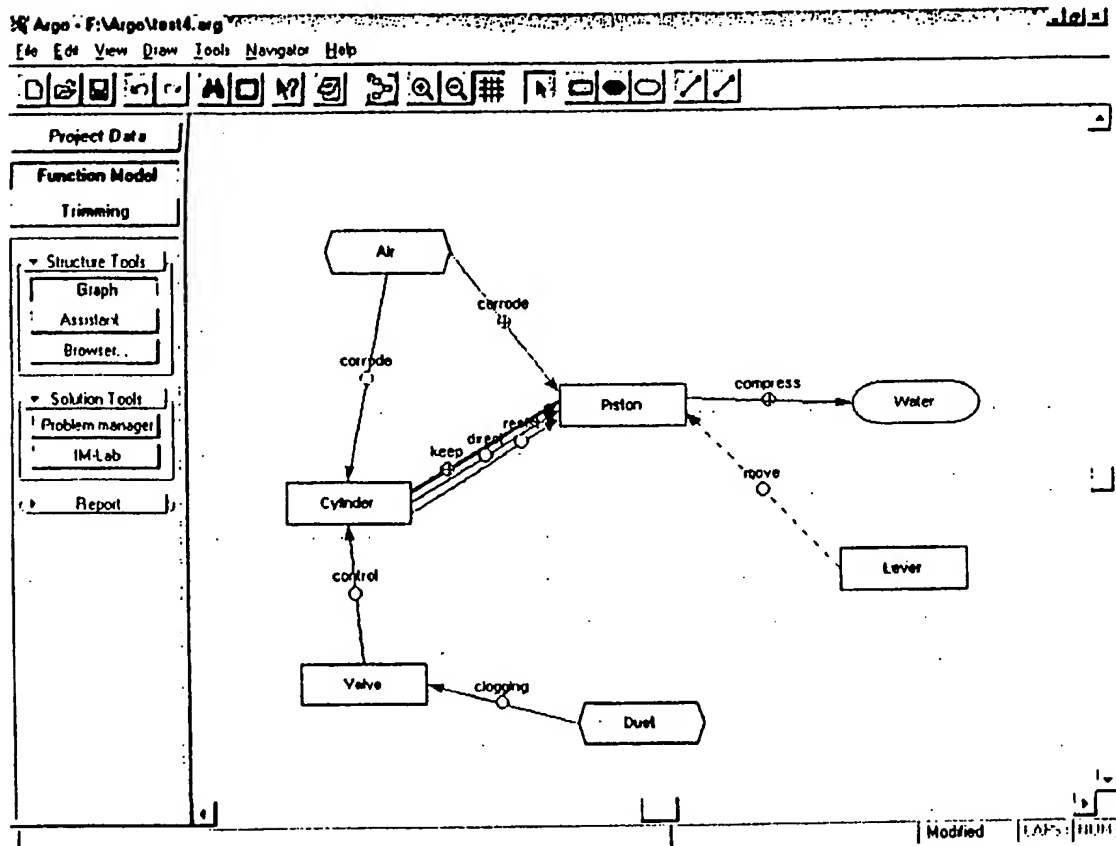 Argo - F:\Argo\test4.arg
File Edit View Draw Tools Navigator Help
Project Data
Function Model
Trimming
Structure Tools
Graph
Assistant
Browser...
Solution Tools
Problem manager
IM-Lab
Report
Air
corrode
corrode
Piston
compress
Water
keep
direct
move
Cylinder
Lever
control
Valve
clogging
Dust
Modified
CAPS
NUM